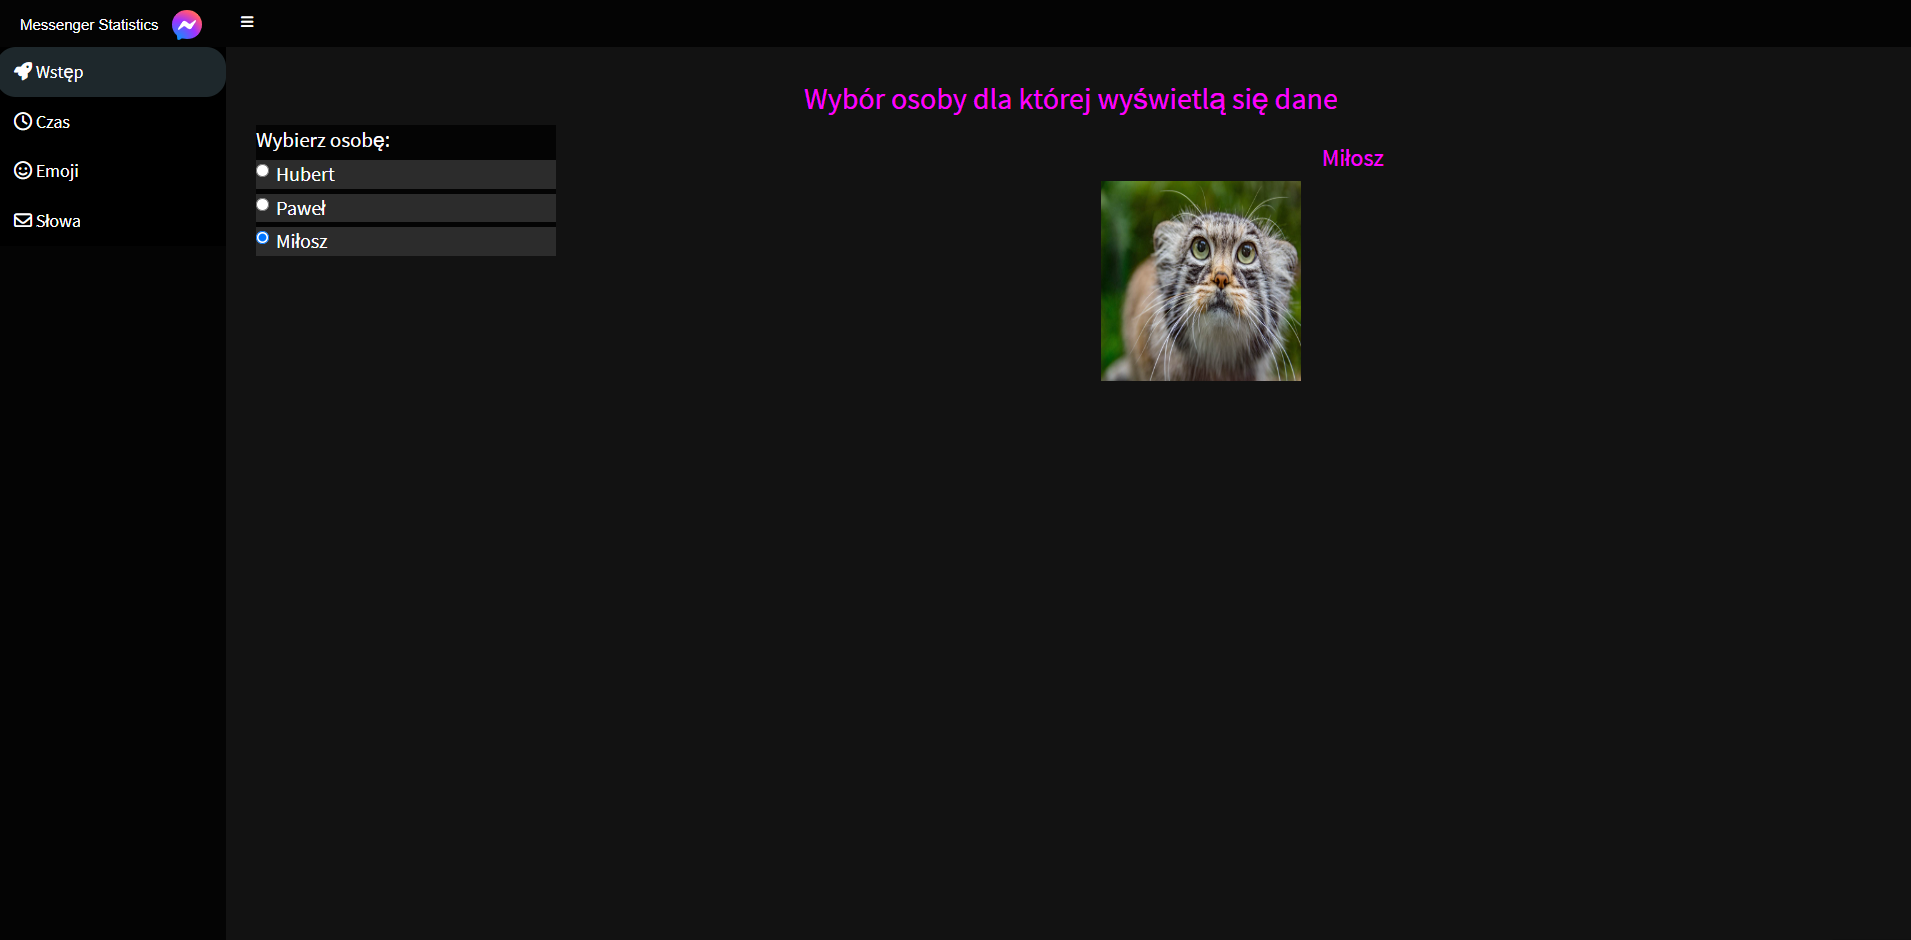 Messenger Statistics
Wstęp
Czas
Emoji
Słowa
Wybór osoby dla której wyświetlą się dane
Wybierz osobę:
Hubert
Paweł
Miłosz
Miłosz